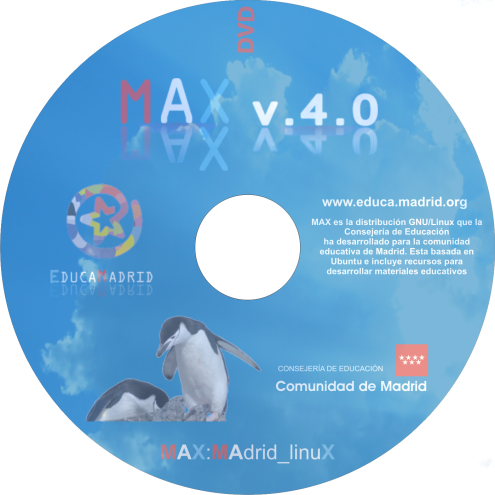 DVD
MAX v.4.0
www.educa.madrid.org
MAX es la distribución GNU/Linux que la
Consejería de Educación
ha desarrollado para la comunidad
educativa de Madrid. Esta basada en
Ubuntu e incluye recursos para
desarrollar materiales educativos
EDUCAMADRID
CONSEJERÍA DE EDUCACIÓN
Comunidad de Madrid
MAX:MAdrid_linuX